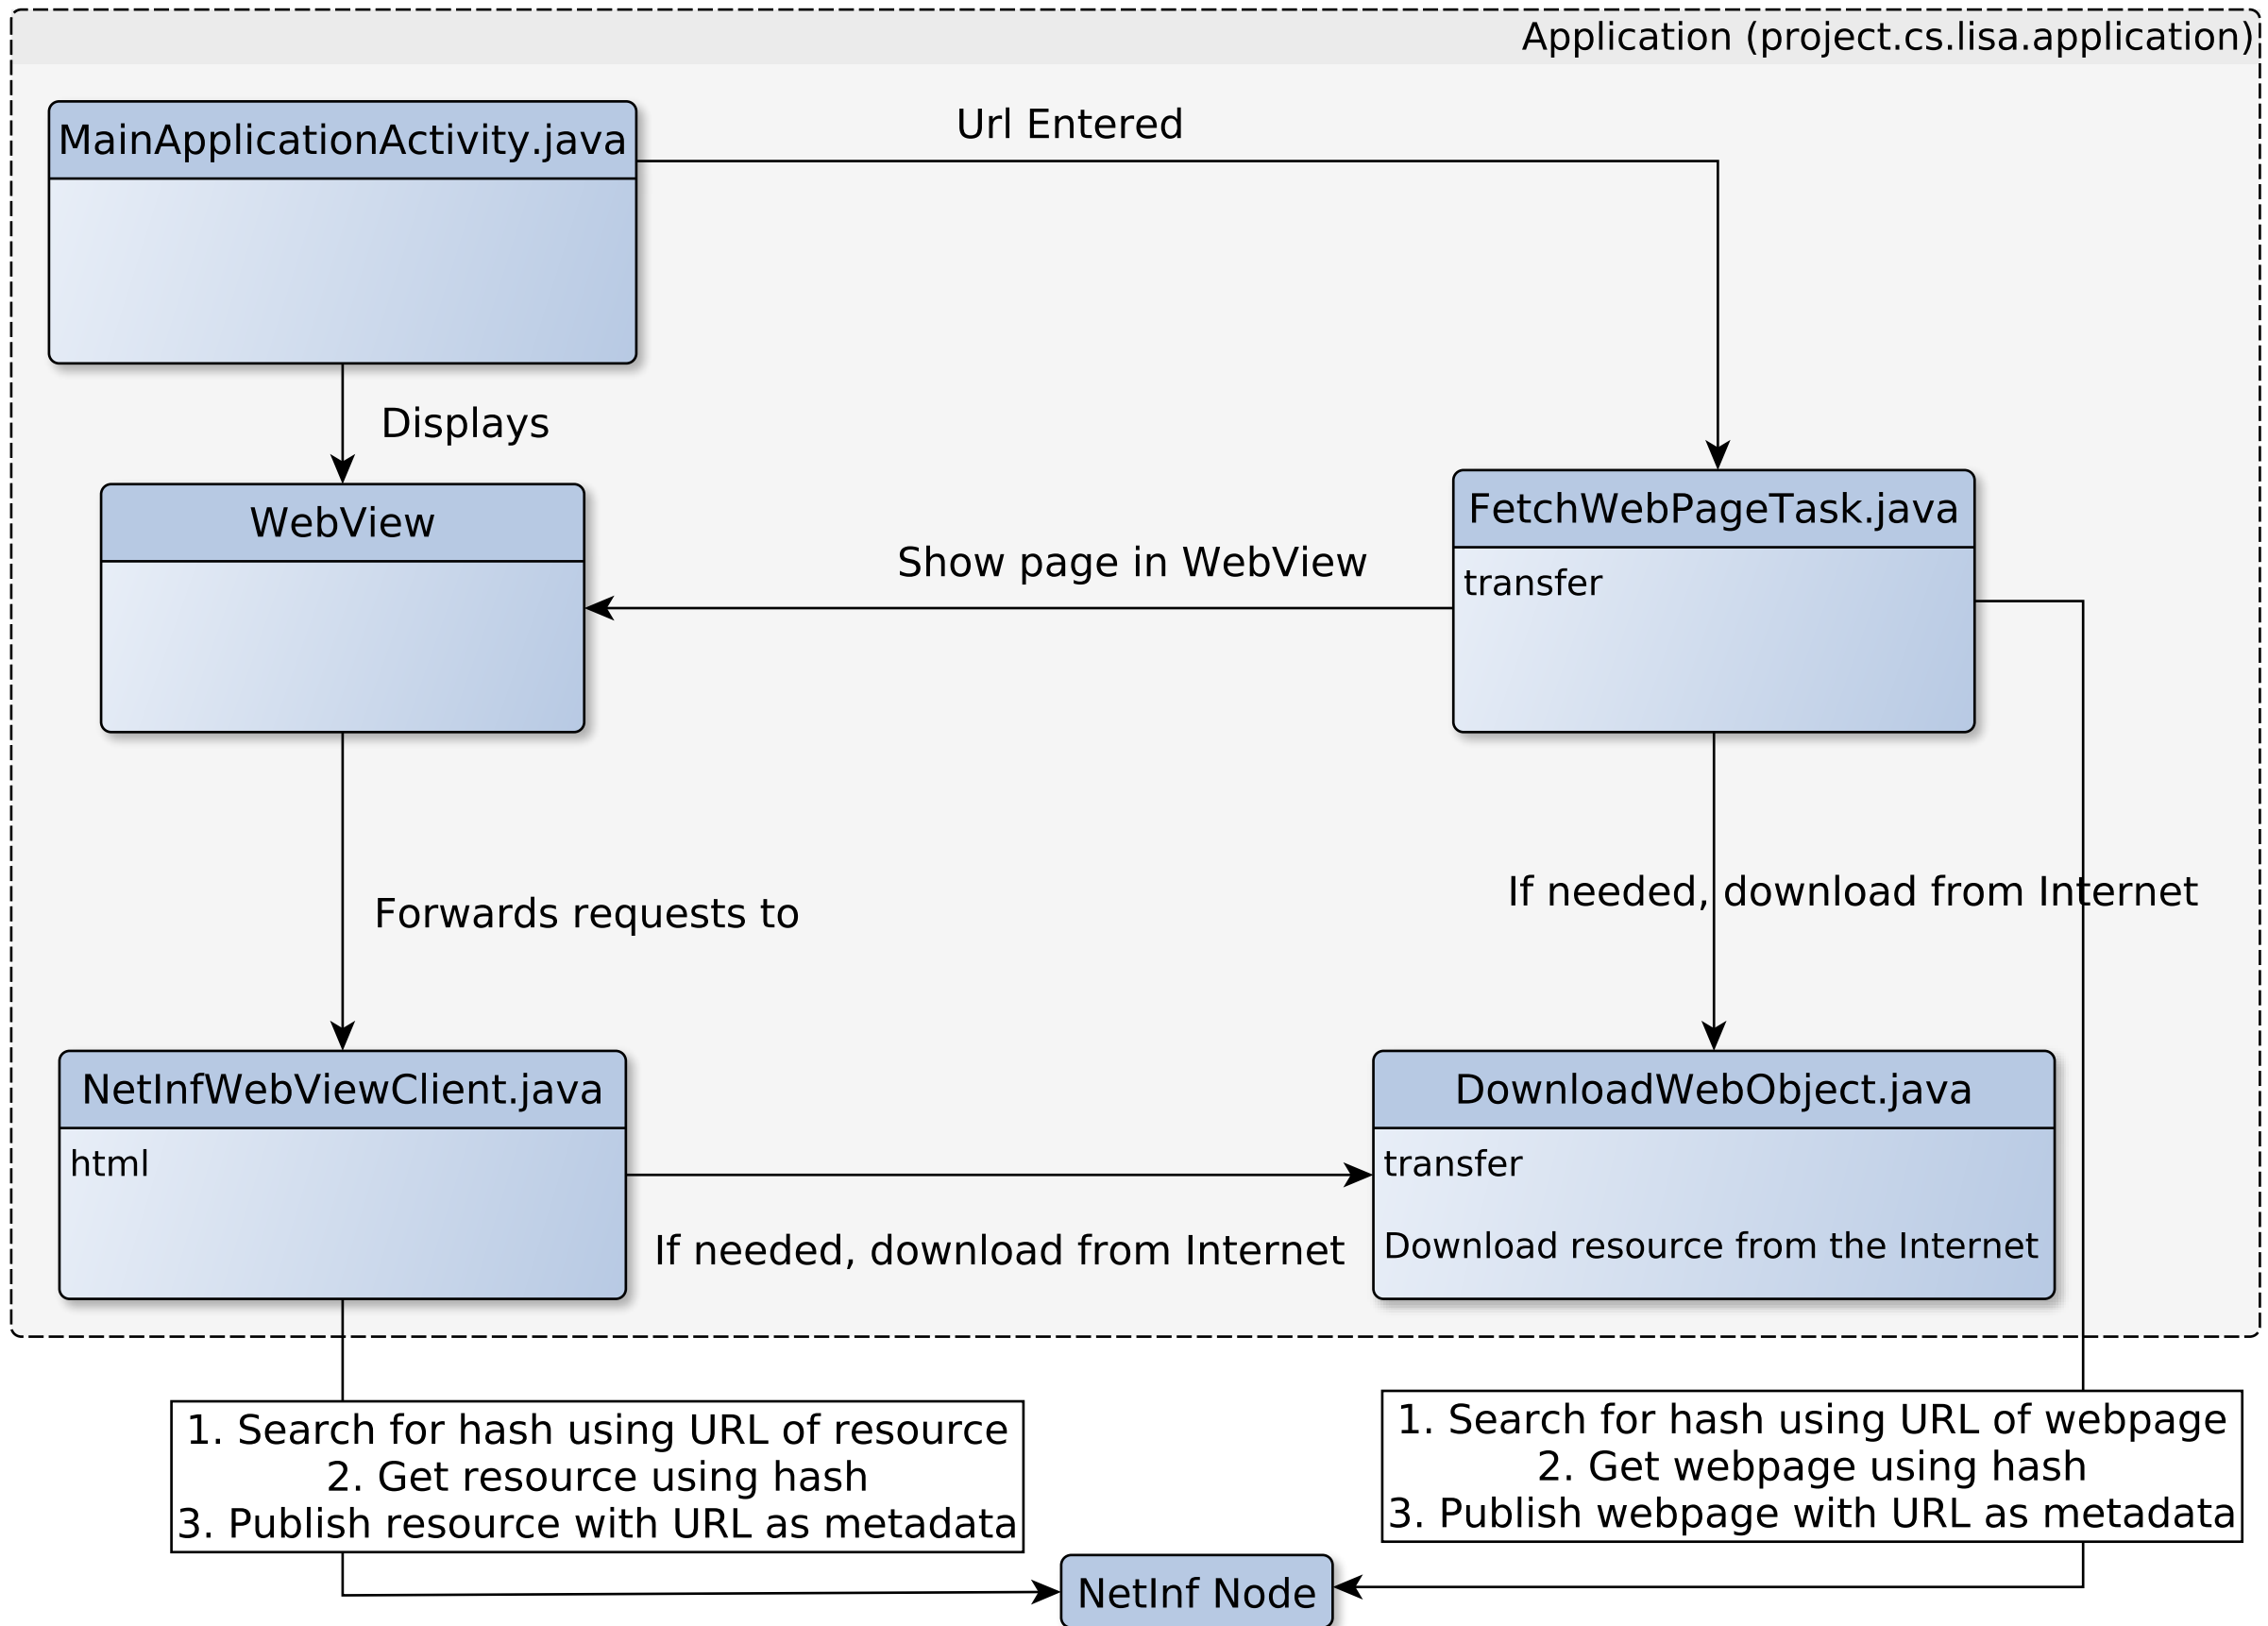 Application (project.cs.lisa.application)
MainApplicationActivity.java
Url Entered
Displays
WebView
Show page in WebView
FetchWebPageTask.java
transfer
Forwards requests to
If needed, download from Internet
NetInfWebViewClient.java
html
If needed, download from Internet
DownloadWebObject.java
transfer
Download resource from the Internet
1. Search for hash using URL of resource
2. Get resource using hash
3. Publish resource with URL as metadata
1. Search for hash using URL of webpage
2. Get webpage using hash
3. Publish webpage with URL as metadata
NetInf Node